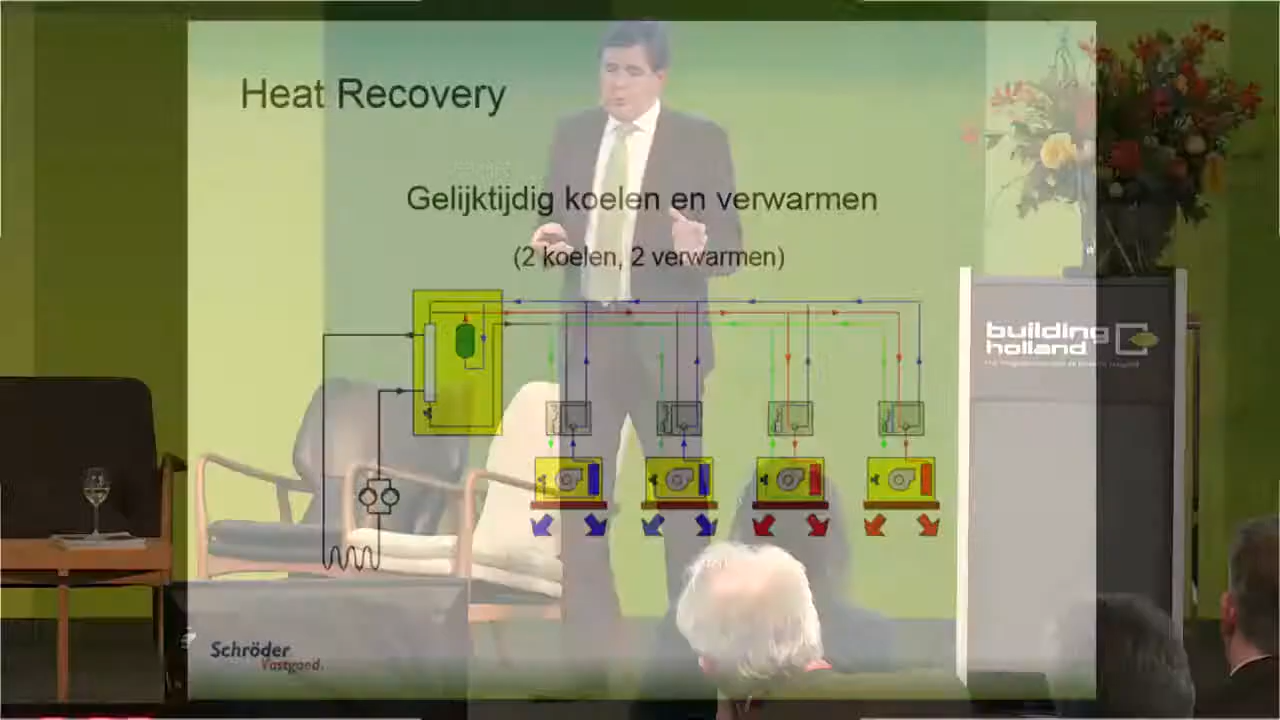 Heat Recovery
Gelijktijdig koelen en verwarmen
(2 koelen, 2 verwarmen)
building
holland
Schröder
Vastgoed.